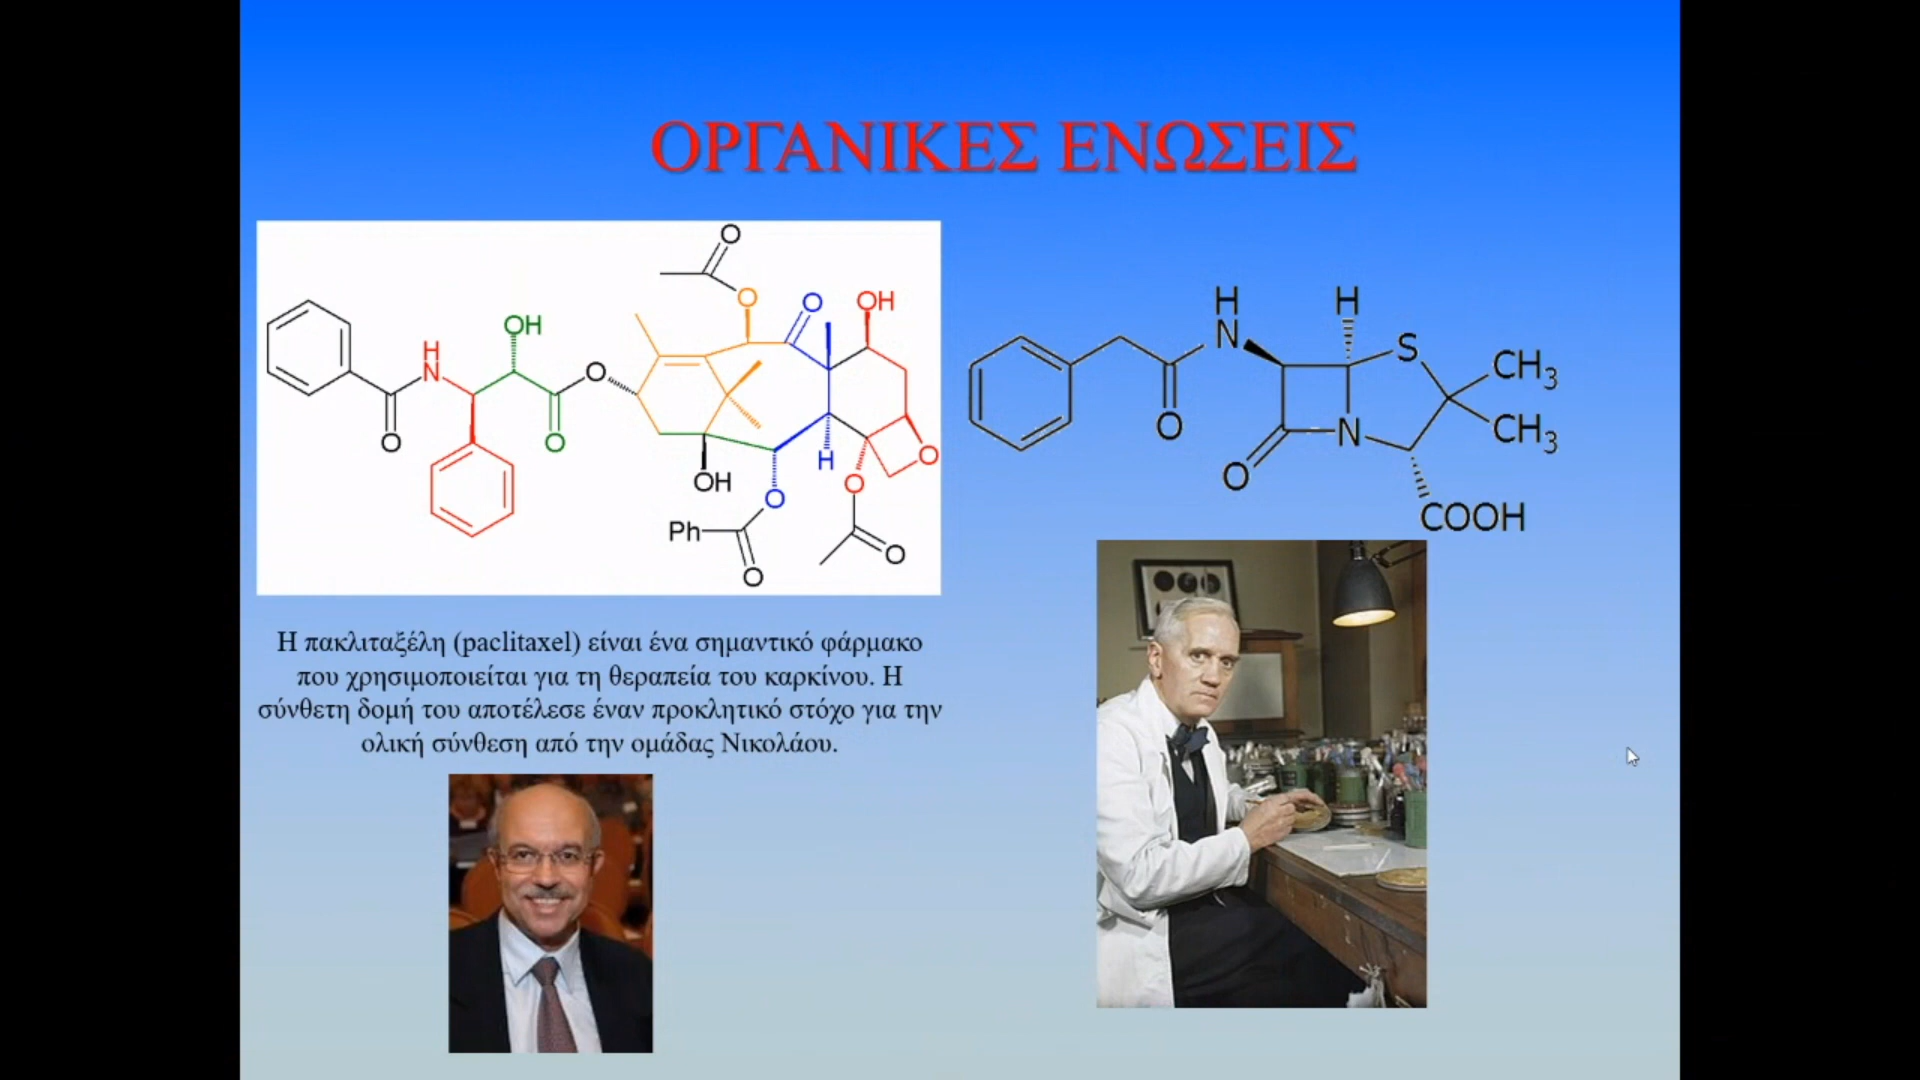 ΟΡΓΑΝΙΚΕΣ ΕΝΩΣΕΙΣ
O
O
O
OH
OH
H
N
O
O
O
O
OH
H
O
O
O
Ph
O
O
H
N
H
S
CH3
CH3
O
N
O
COOH
Η πακλιταξέλη (paclitaxel) είναι ένα σημαντικό φάρμακο
που χρησιμοποιείται για τη θεραπεία του καρκίνου. Η
σύνθετη δομή του αποτέλεσε έναν προκλητικό στόχο για την
ολική σύνθεση από την ομάδας Νικολάου.